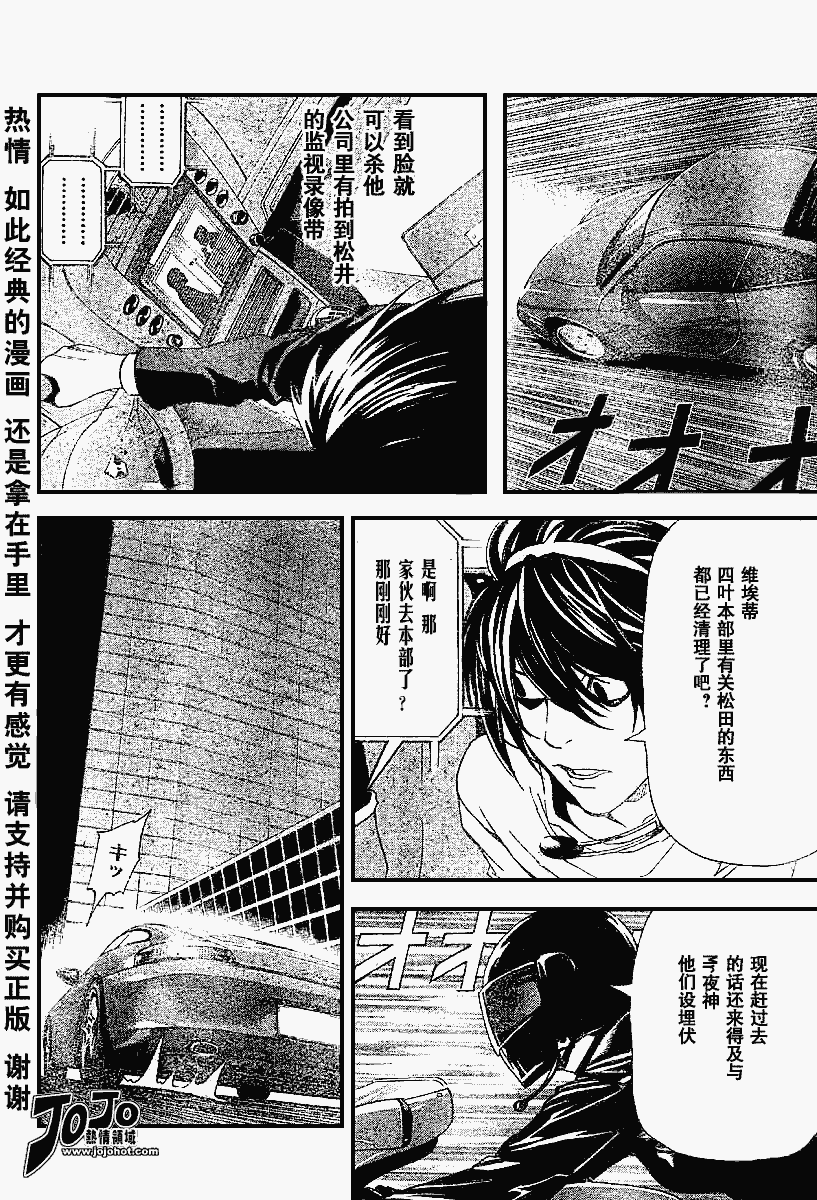 オオオ
看到脸就
可以杀他
公司里有拍到松井
的监视录像带
…………
…………
维埃蒂
四叶本部里有关松田的东西
都已经清理了吧？
是啊 那
家伙去本部了？
那刚刚好
キッ
现在赶过去
的话还来得及与
夜神
他们设埋伏
オオ
热情 如此经典的漫画 还是拿在手里 才更有感觉 请支持并购买正版 谢谢
JOJO
熱情領域
www.jojohot.com